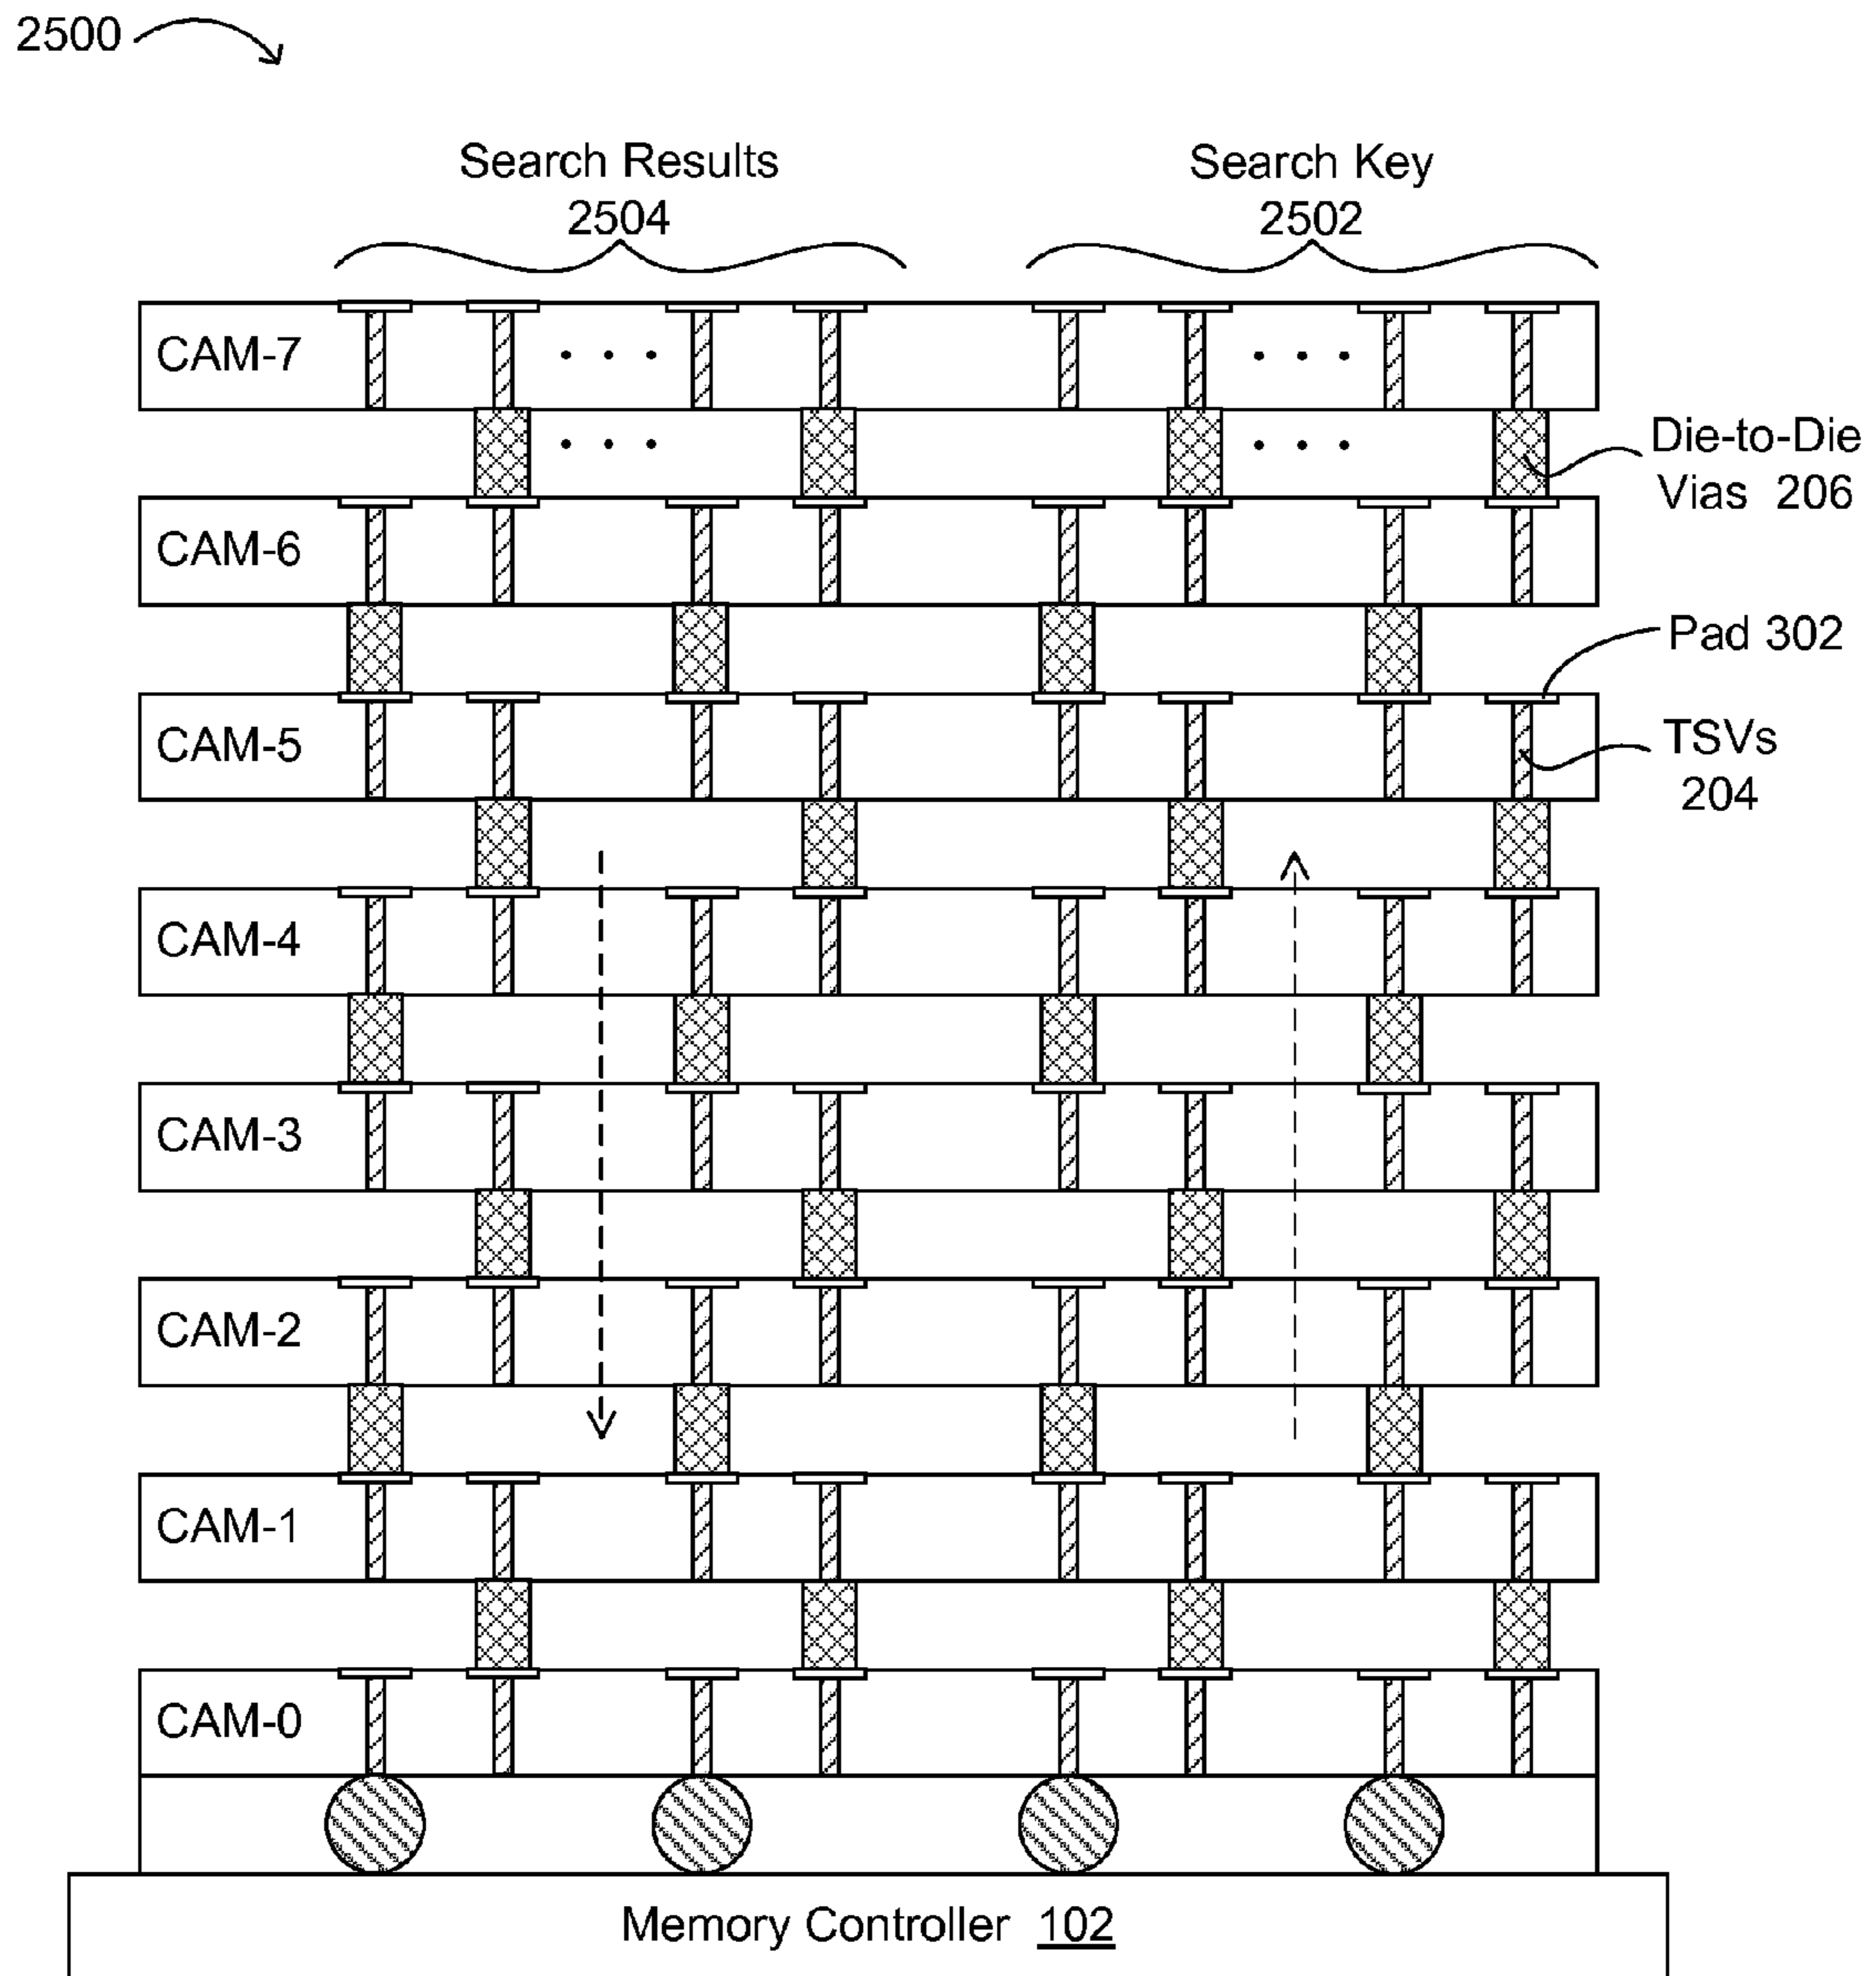 2500
Search Results
2504
Search Key
2502
CAM-7
Die-to-Die
Vias 206
CAM-6
Pad 302
CAM-5
TSVs
204
CAM-4
CAM-3
CAM-2
CAM-1
CAM-0
Memory Controller 102